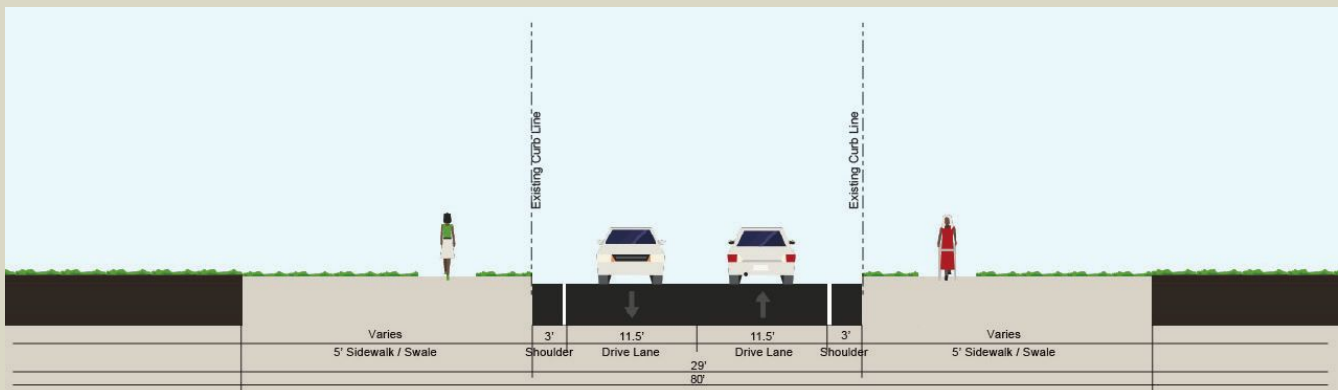 Existing Curb Line
Existing Curb Line
Varies 3' 11.5' 11.5' 3' Varies
5' Sidewalk / Swale Shoulder Drive Lane Drive Lane Shoulder 5' Sidewalk / Swale
29'
80'